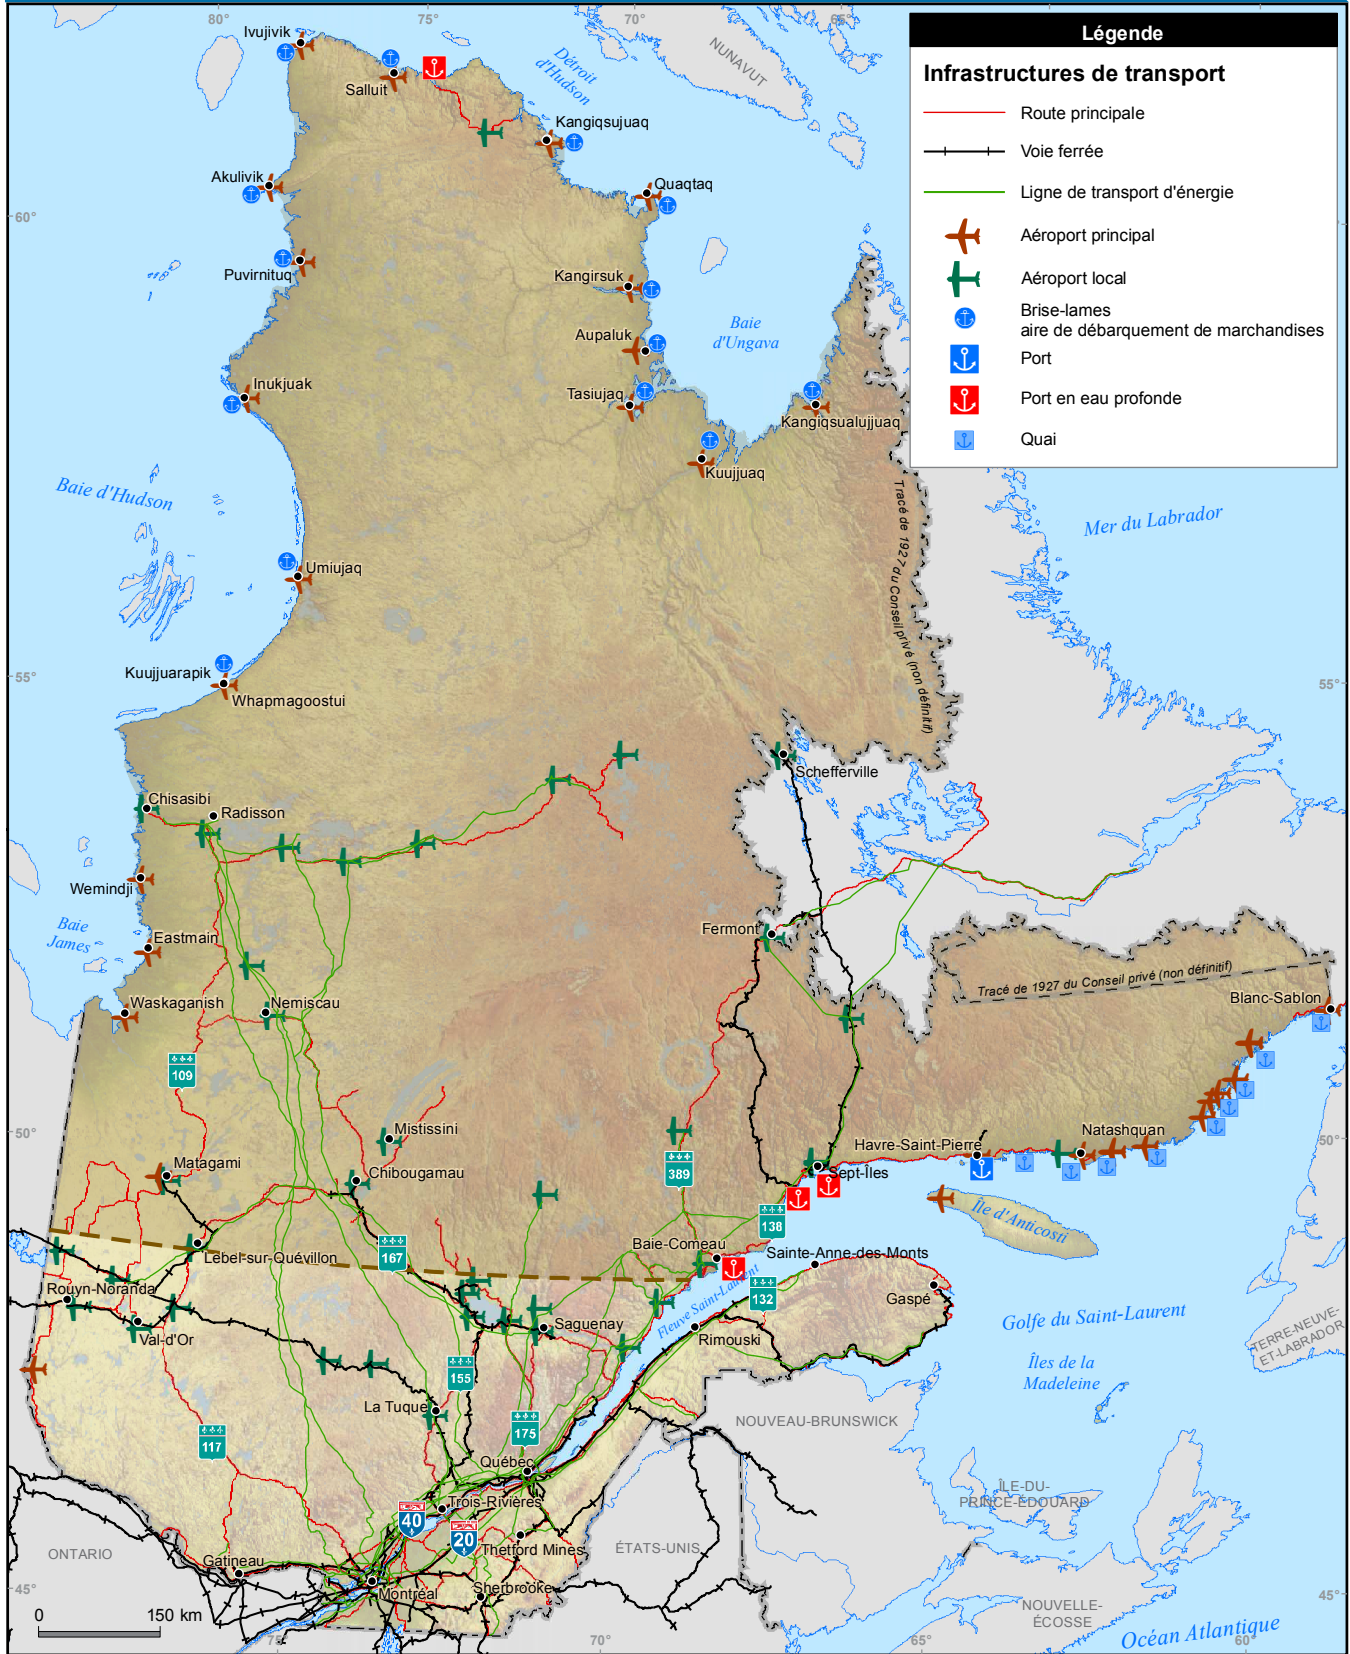 80°
75°
70°
65°
Légende
Infrastructures de transport
Route principale
Voie ferrée
Ligne de transport d'énergie
Aéroport principal
Aéroport local
Brise-lames
aire de débarquement de marchandises
Port
Port en eau profonde
Quai
Ivujivik
Salluit
Détroit
d'Hudson
NUNAVUT
Kangiqsujuaq
Akulivik
Quaqtaq
60°
Puvirnituq
Kangirsuk
Aupaluk
Baie
d'Ungava
Inukjuak
Tasiujaq
Kangiqsualujjuaq
Kuujjuaq
Baie d'Hudson
Mer du Labrador
Tracé de 1927 du Conseil privé (non définitif)
Umiujaq
Kuujjuarapik
Whapmagoostui
55°
55°
Schefferville
Chisasibi
Radisson
Wemindji
Baie
James
Eastmain
Fermont
Tracé de 1927 du Conseil privé (non définitif)
Blanc-Sablon
Waskaganish
Nemiscau
109
50°
Mistissini
Matagami
Chibougamau
389
Havre-Saint-Pierre
Natashquan
50°
Sept-Îles
138
Île d'Anticosti
167
Lebel-sur-Quévillon
Baie-Comeau
Sainte-Anne-des-Monts
Rouyn-Noranda
Fleuve Saint-Laurent
132
Gaspé
Val-d'Or
Saguenay
Rimouski
Golfe du Saint-Laurent
TERRE-NEUVE-
ET-LABRADOR
Îles de la
Madeleine
155
La Tuque
117
175
NOUVEAU-BRUNSWICK
Québec
Trois-Rivières
40
20
Thetford Mines
ÎLE-DU-
PRINCE-ÉDOUARD
ONTARIO
Gatineau
ÉTATS-UNIS
45°
Montréal
Sherbrooke
45°
NOUVELLE-
ÉCOSSE
0
150 km
Océan Atlantique
75°
70°
65°
60°